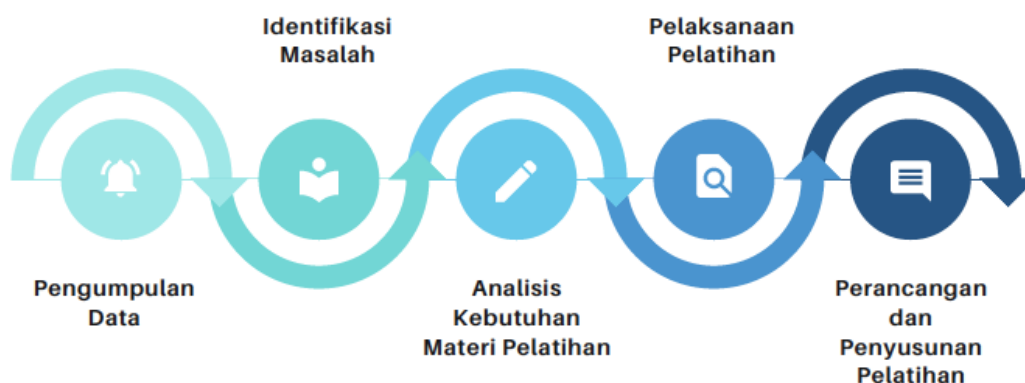 Identifikasi
Masalah
Pelaksanaan
Pelatihan
Pengumpulan
Data
Analisis
Kebutuhan
Materi Pelatihan
Perancangan
dan
Penyusunan
Pelatihan